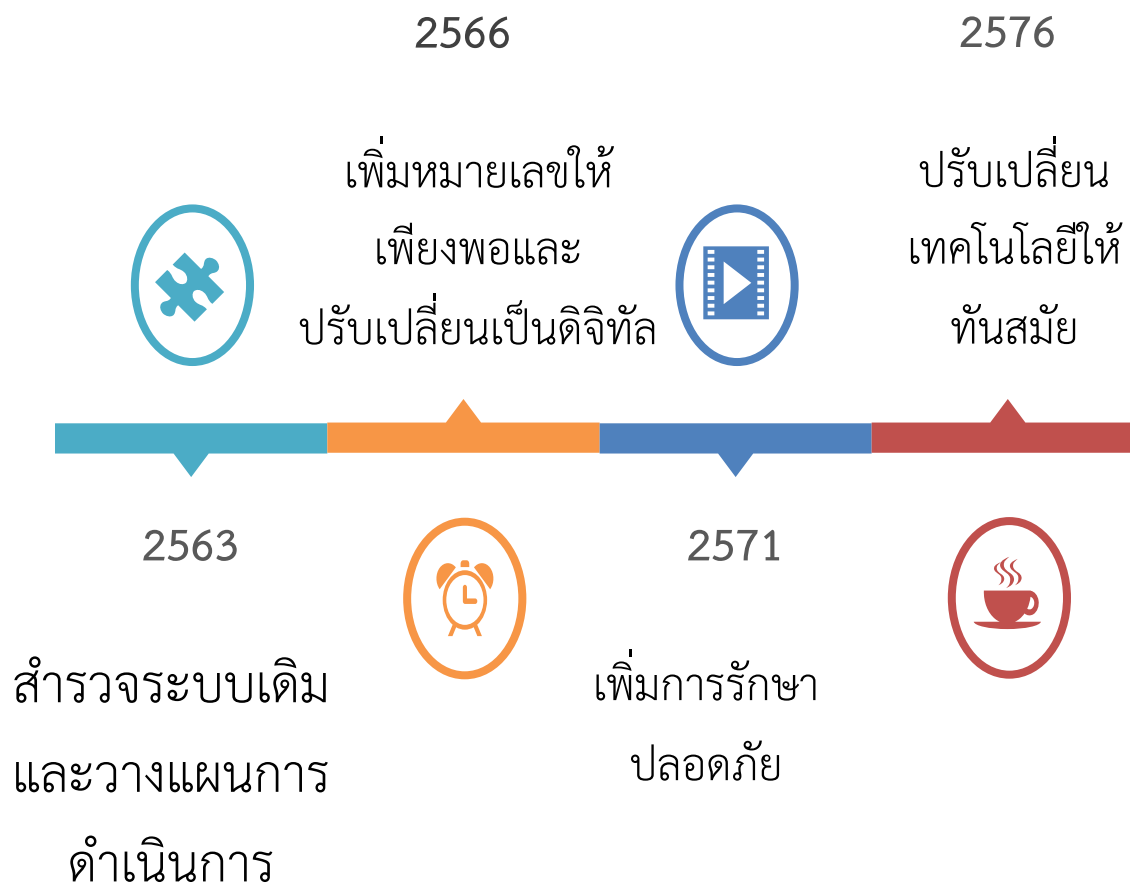 2563
สำรวจระบบเดิม
และวางแผนการ
ดำเนินการ
2566
เพิ่มหมายเลขให้
เพียงพอและ
ปรับเปลี่ยนเป็นดิจิทัล
2571
เพิ่มการรักษา
ปลอดภัย
2576
ปรับเปลี่ยน
เทคโนโลยีให้
ทันสมัย